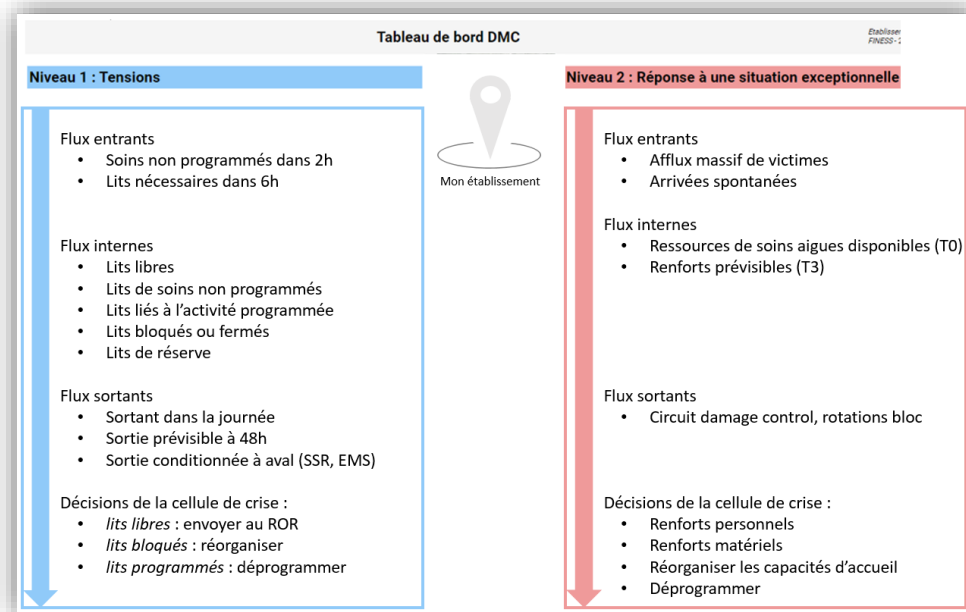 Tableau de bord DMC
FINESS - 2
Niveau 1 : Tensions
Flux entrants
• Soins non programmés dans 2h
• Lits nécessaires dans 6h
Flux internes
• Lits libres
• Lits de soins non programmés
• Lits liés à l’activité programmée
• Lits bloqués ou fermés
• Lits de réserve
Flux sortants
• Sortant dans la journée
• Sortie prévisible à 48h
• Sortie conditionnée à aval (SSR, EMS)
Décisions de la cellule de crise :
• lits libres : envoyer au ROR
• lits bloqués : réorganiser
• lits programmés : déprogrammer
Mon établissement
Niveau 2 : Réponse à une situation exceptionnelle
Flux entrants
• Afflux massif de victimes
• Arrivées spontanées
Flux internes
• Ressources de soins aigues disponibles (T0)
• Renforts prévisibles (T3)
Flux sortants
• Circuit damage control, rotations bloc
Décisions de la cellule de crise :
• Renforts personnels
• Renforts matériels
• Réorganiser les capacités d’accueil
• Déprogrammer